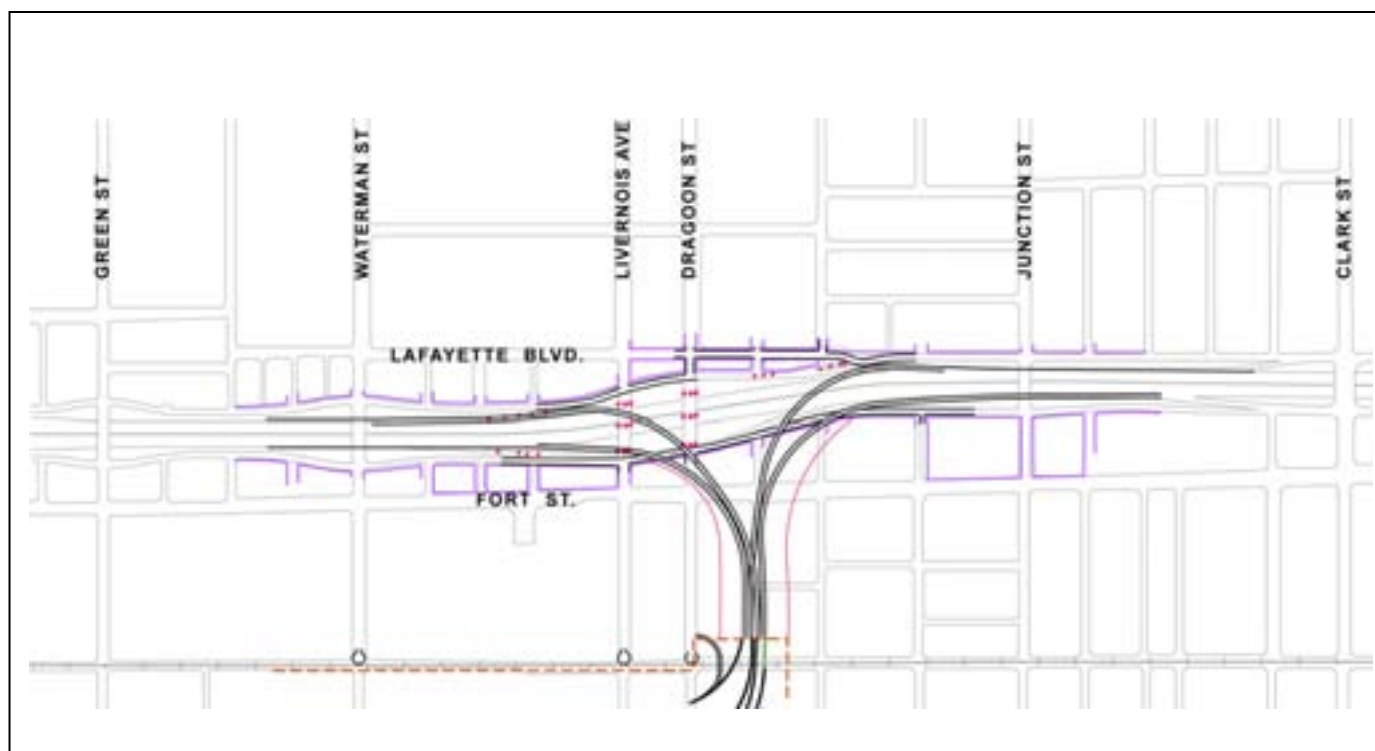 GREEN ST
WATERMAN ST
LIVERNOIS AVE
DRAGOON ST
JUNCTION ST
CLARK ST
LAFAYETTE BLVD.
FORT ST.